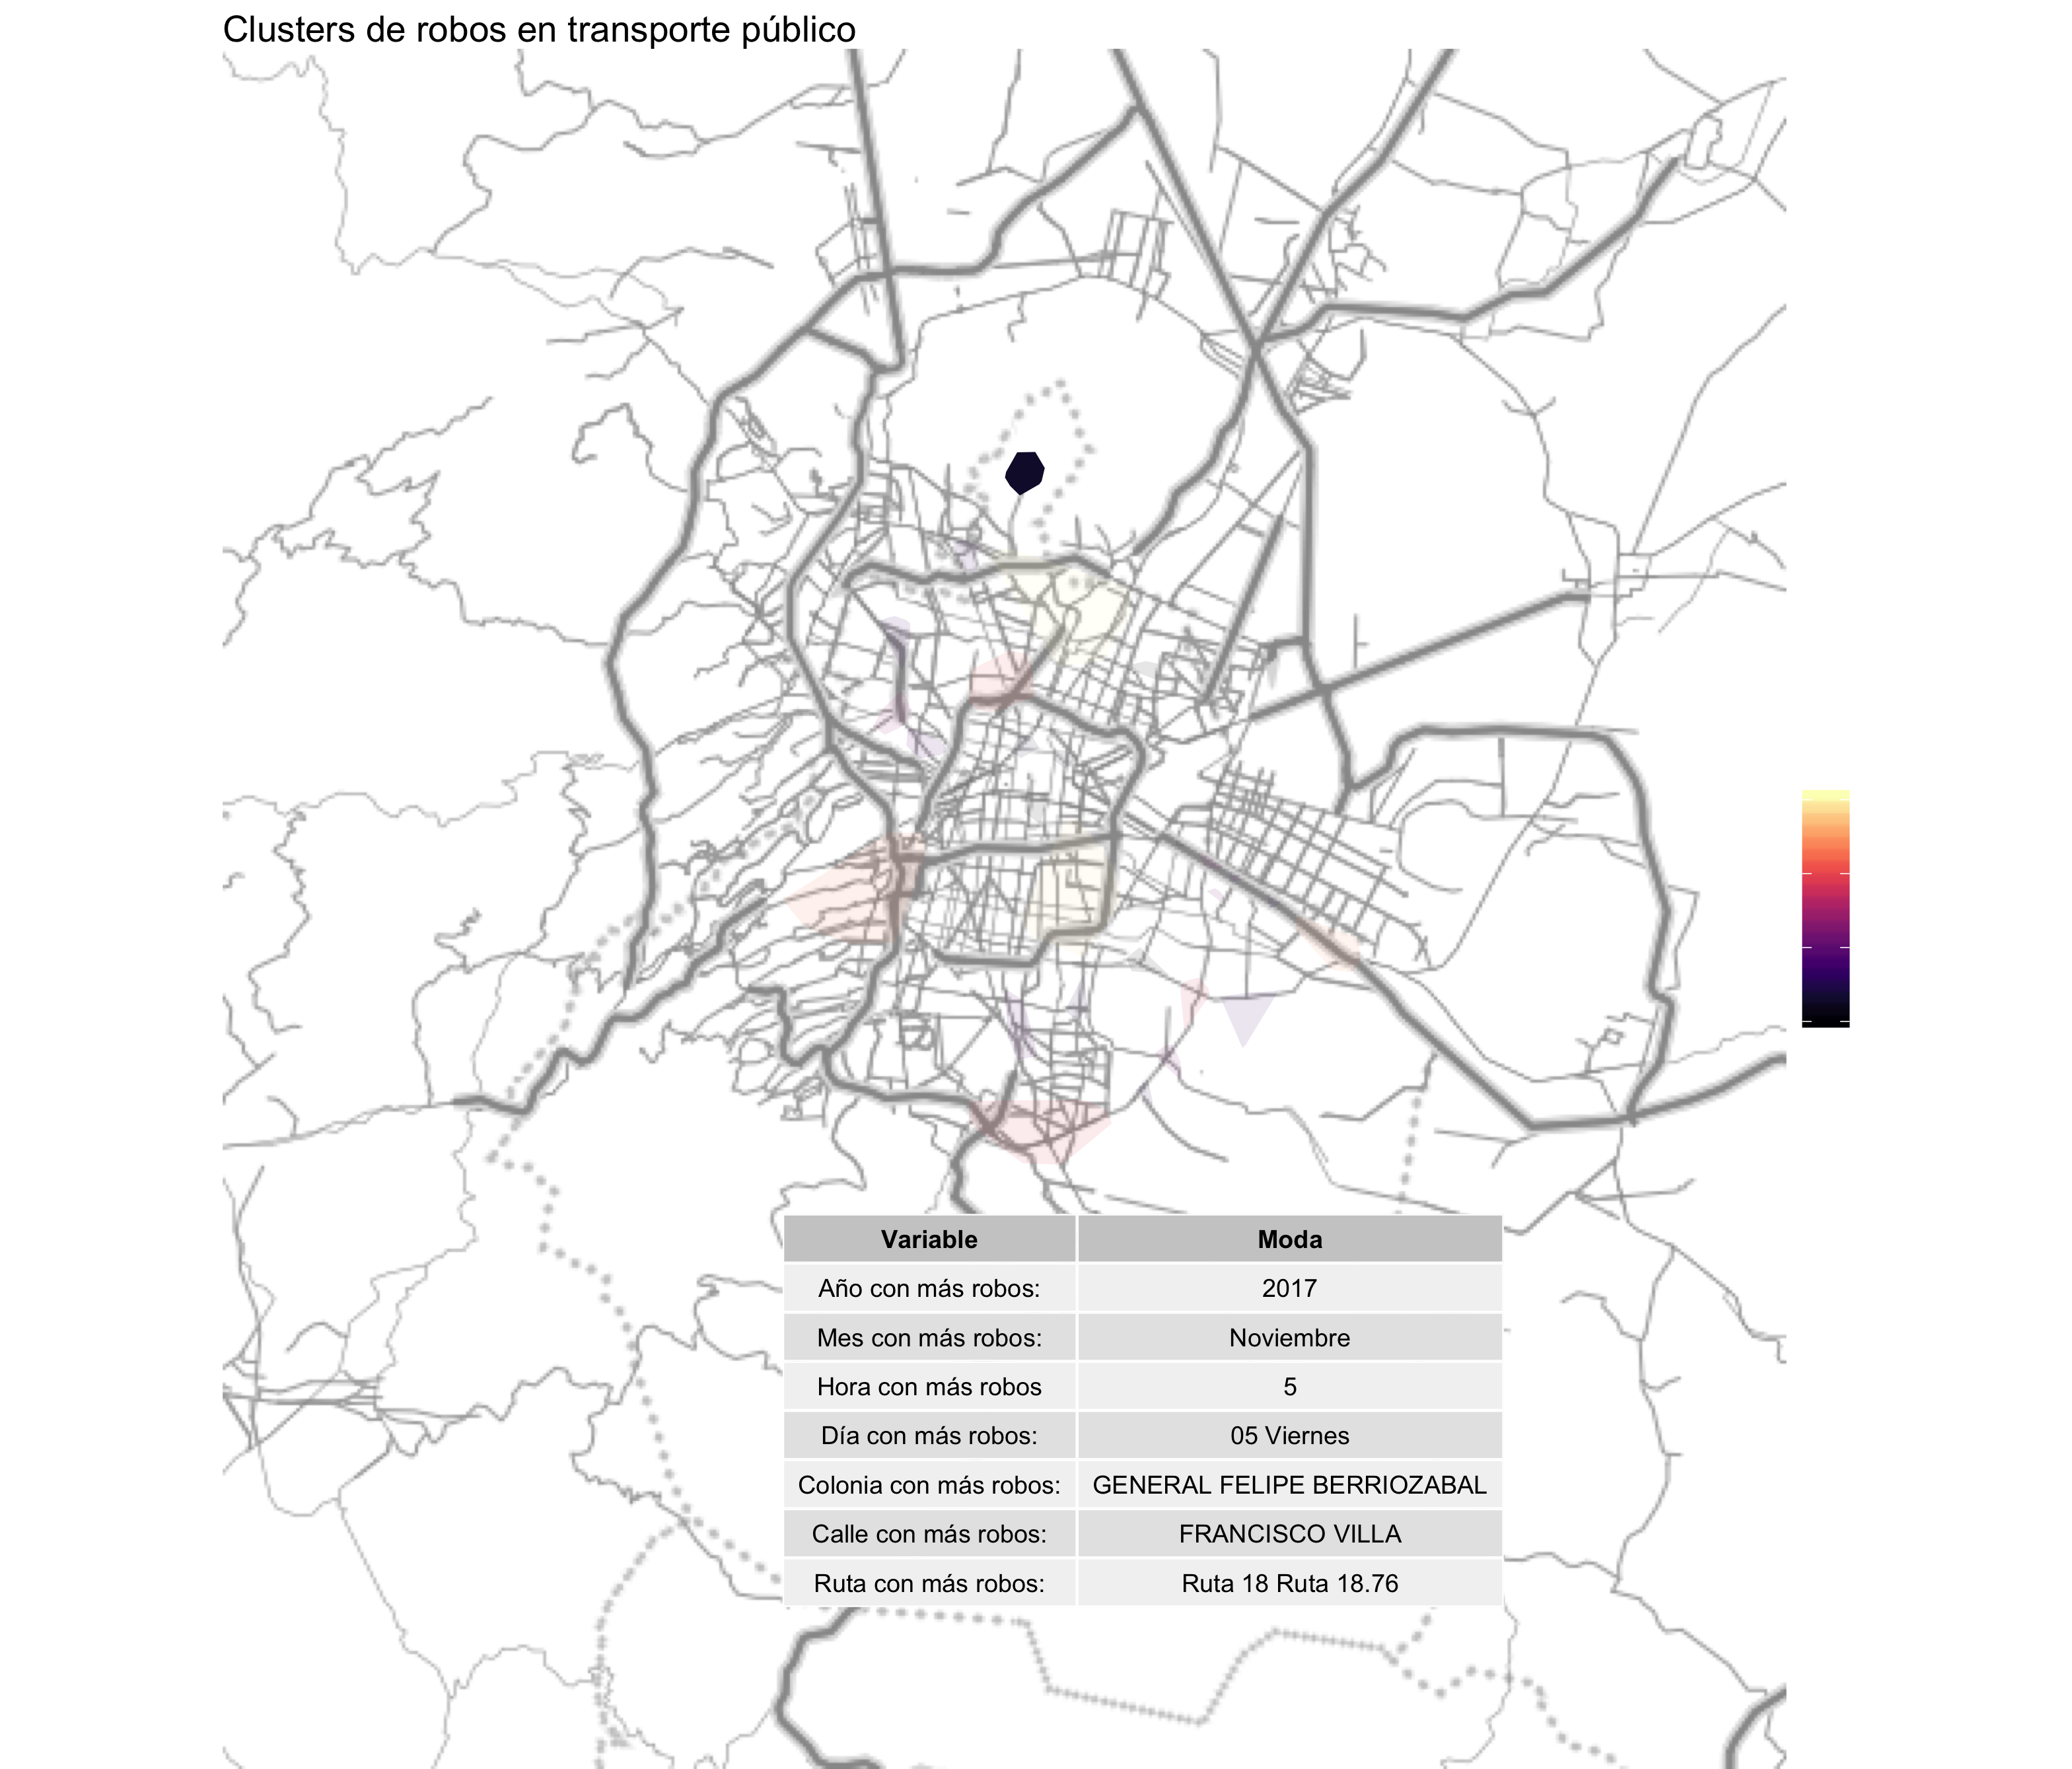 Clusters de robos en transporte público
Variable Moda
Año con más robos: 2017
Mes con más robos: Noviembre
Hora con más robos 5
Día con más robos: 05 Viernes
Colonia con más robos: GENERAL FELIPE BERRIOZABAL
Calle con más robos: FRANCISCO VILLA
Ruta con más robos: Ruta 18 Ruta 18.76